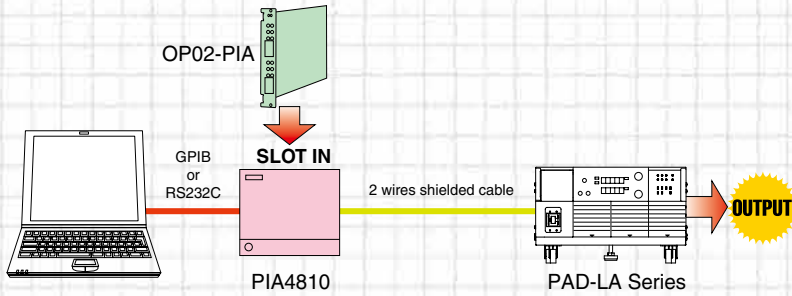 OP02-PIA
SLOT IN
GPIB
or
RS232C
2 wires shielded cable
OUTPUT
PIA4810
PAD-LA Series